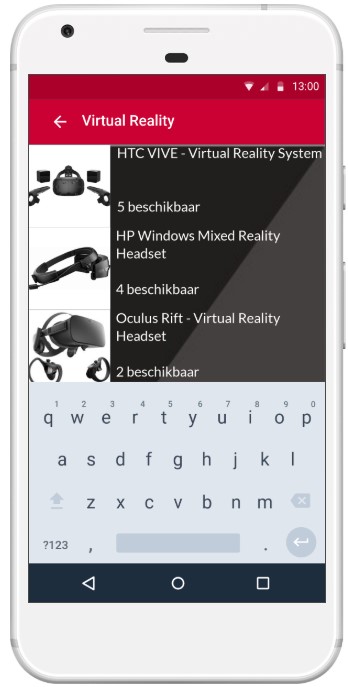 13:00
Virtual Reality
HTC VIVE - Virtual Reality System
5 beschikbaar
HP Windows Mixed Reality
Headset
4 beschikbaar
Oculus Rift - Virtual Reality
Headset
2 beschikbaar
1 2 3 4 5 6 7 8 9 0
q w e r t y u i o p
a s d f g h j k l
z x c v b n m
?123 , .